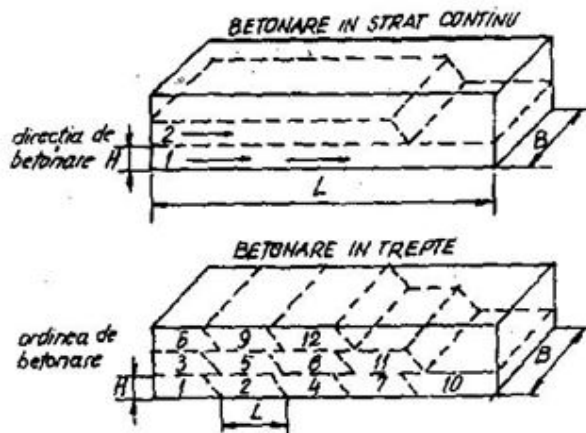 BETONARE IN STRAT CONTINU
directia de
betonare
H
2
1
L
B
BETONARE IN TREPTE
ordinea de
betonare
6 9 12
3 5 8 11
1 2 4 7 10
H
L
B